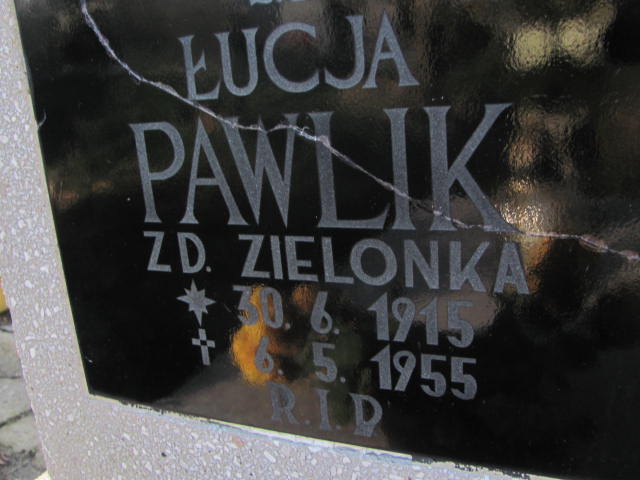 ŁUCJA
PAWLIK
ZD. ZIELONKA
30. 6. 1915
6. 5. 1955
R.I.P